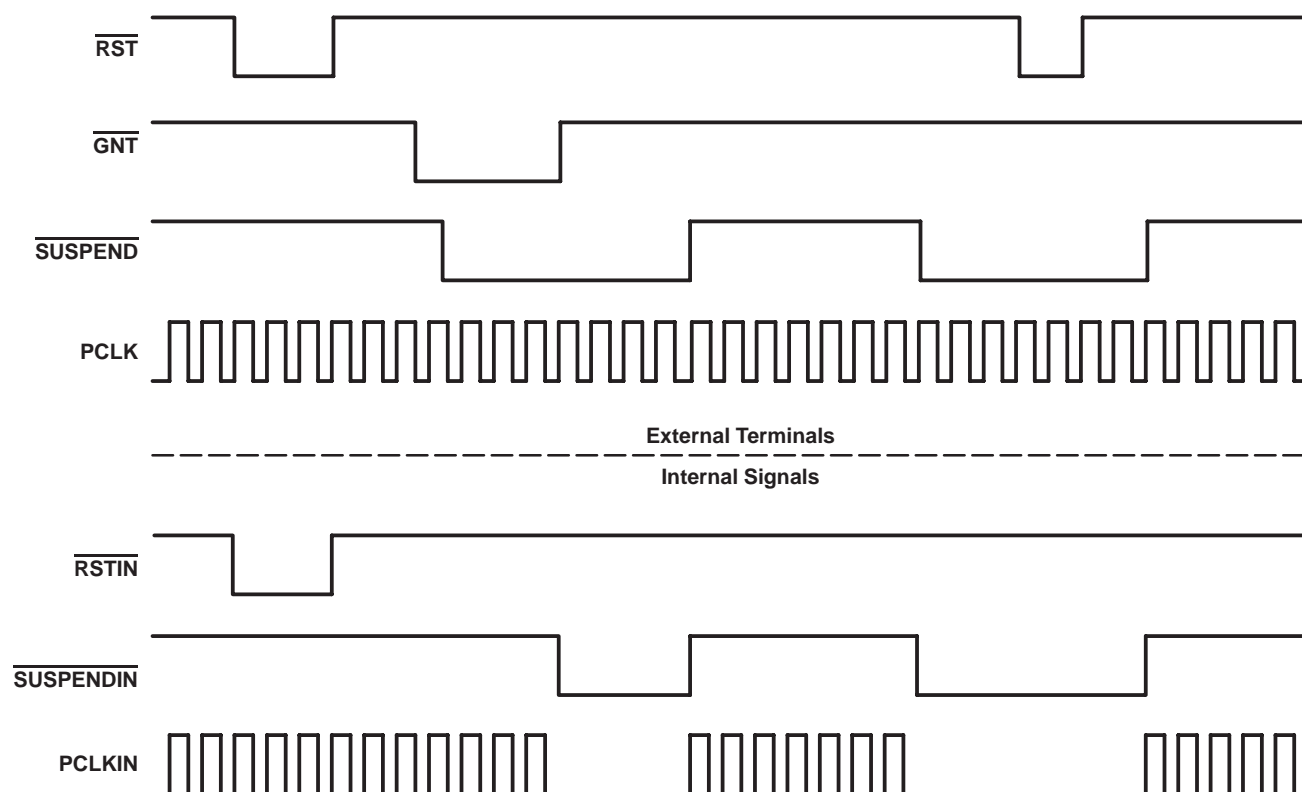 RST
GNT
SUSPEND
PCLK
External Terminals
Internal Signals
RSTIN
SUSPENDIN
PCLKIN